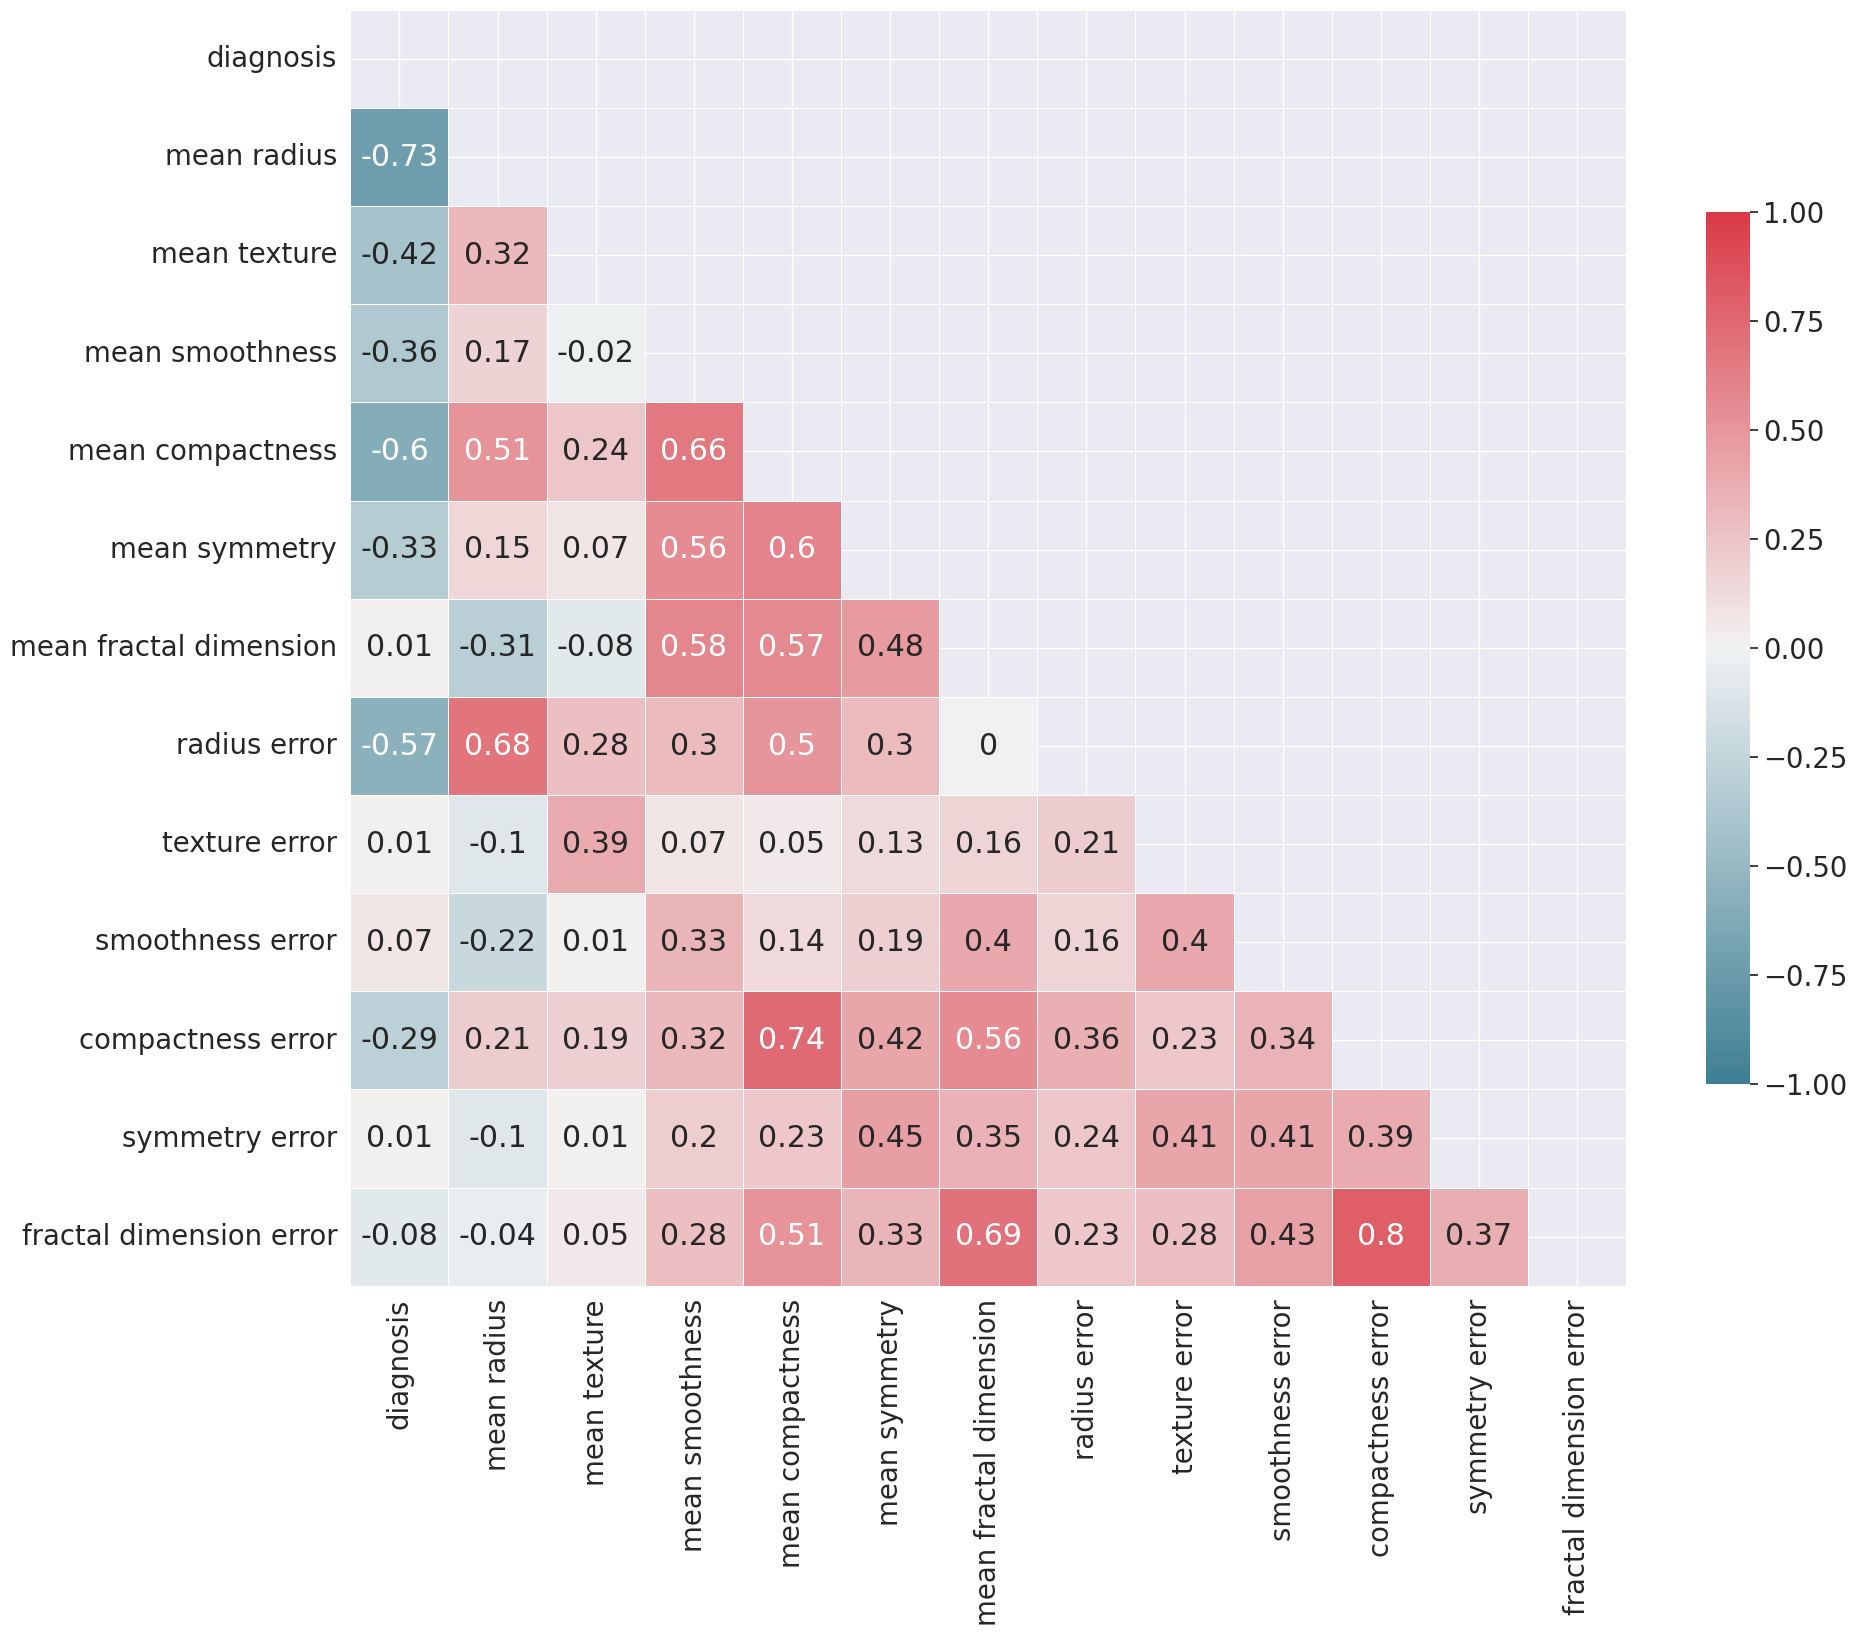 diagnosis
mean radius -0.73
mean texture -0.42 0.32
mean smoothness -0.36 0.17 -0.02
mean compactness -0.6 0.51 0.24 0.66
mean symmetry -0.33 0.15 0.07 0.56 0.6
mean fractal dimension 0.01 -0.31 -0.08 0.58 0.57 0.48
radius error -0.57 0.68 0.28 0.3 0.5 0.3 0
texture error 0.01 -0.1 0.39 0.07 0.05 0.13 0.16 0.21
smoothness error 0.07 -0.22 0.01 0.33 0.14 0.19 0.4 0.16 0.4
compactness error -0.29 0.21 0.19 0.32 0.74 0.42 0.56 0.36 0.23 0.34
symmetry error 0.01 -0.1 0.01 0.2 0.23 0.45 0.35 0.24 0.41 0.41 0.39
fractal dimension error -0.08 -0.04 0.05 0.28 0.51 0.33 0.69 0.23 0.28 0.43 0.8 0.37
diagnosis
mean radius
mean texture
mean smoothness
mean compactness
mean symmetry
mean fractal dimension
radius error
texture error
smoothness error
compactness error
symmetry error
fractal dimension error
1.00
0.75
0.50
0.25
0.00
−0.25
−0.50
−0.75
−1.00